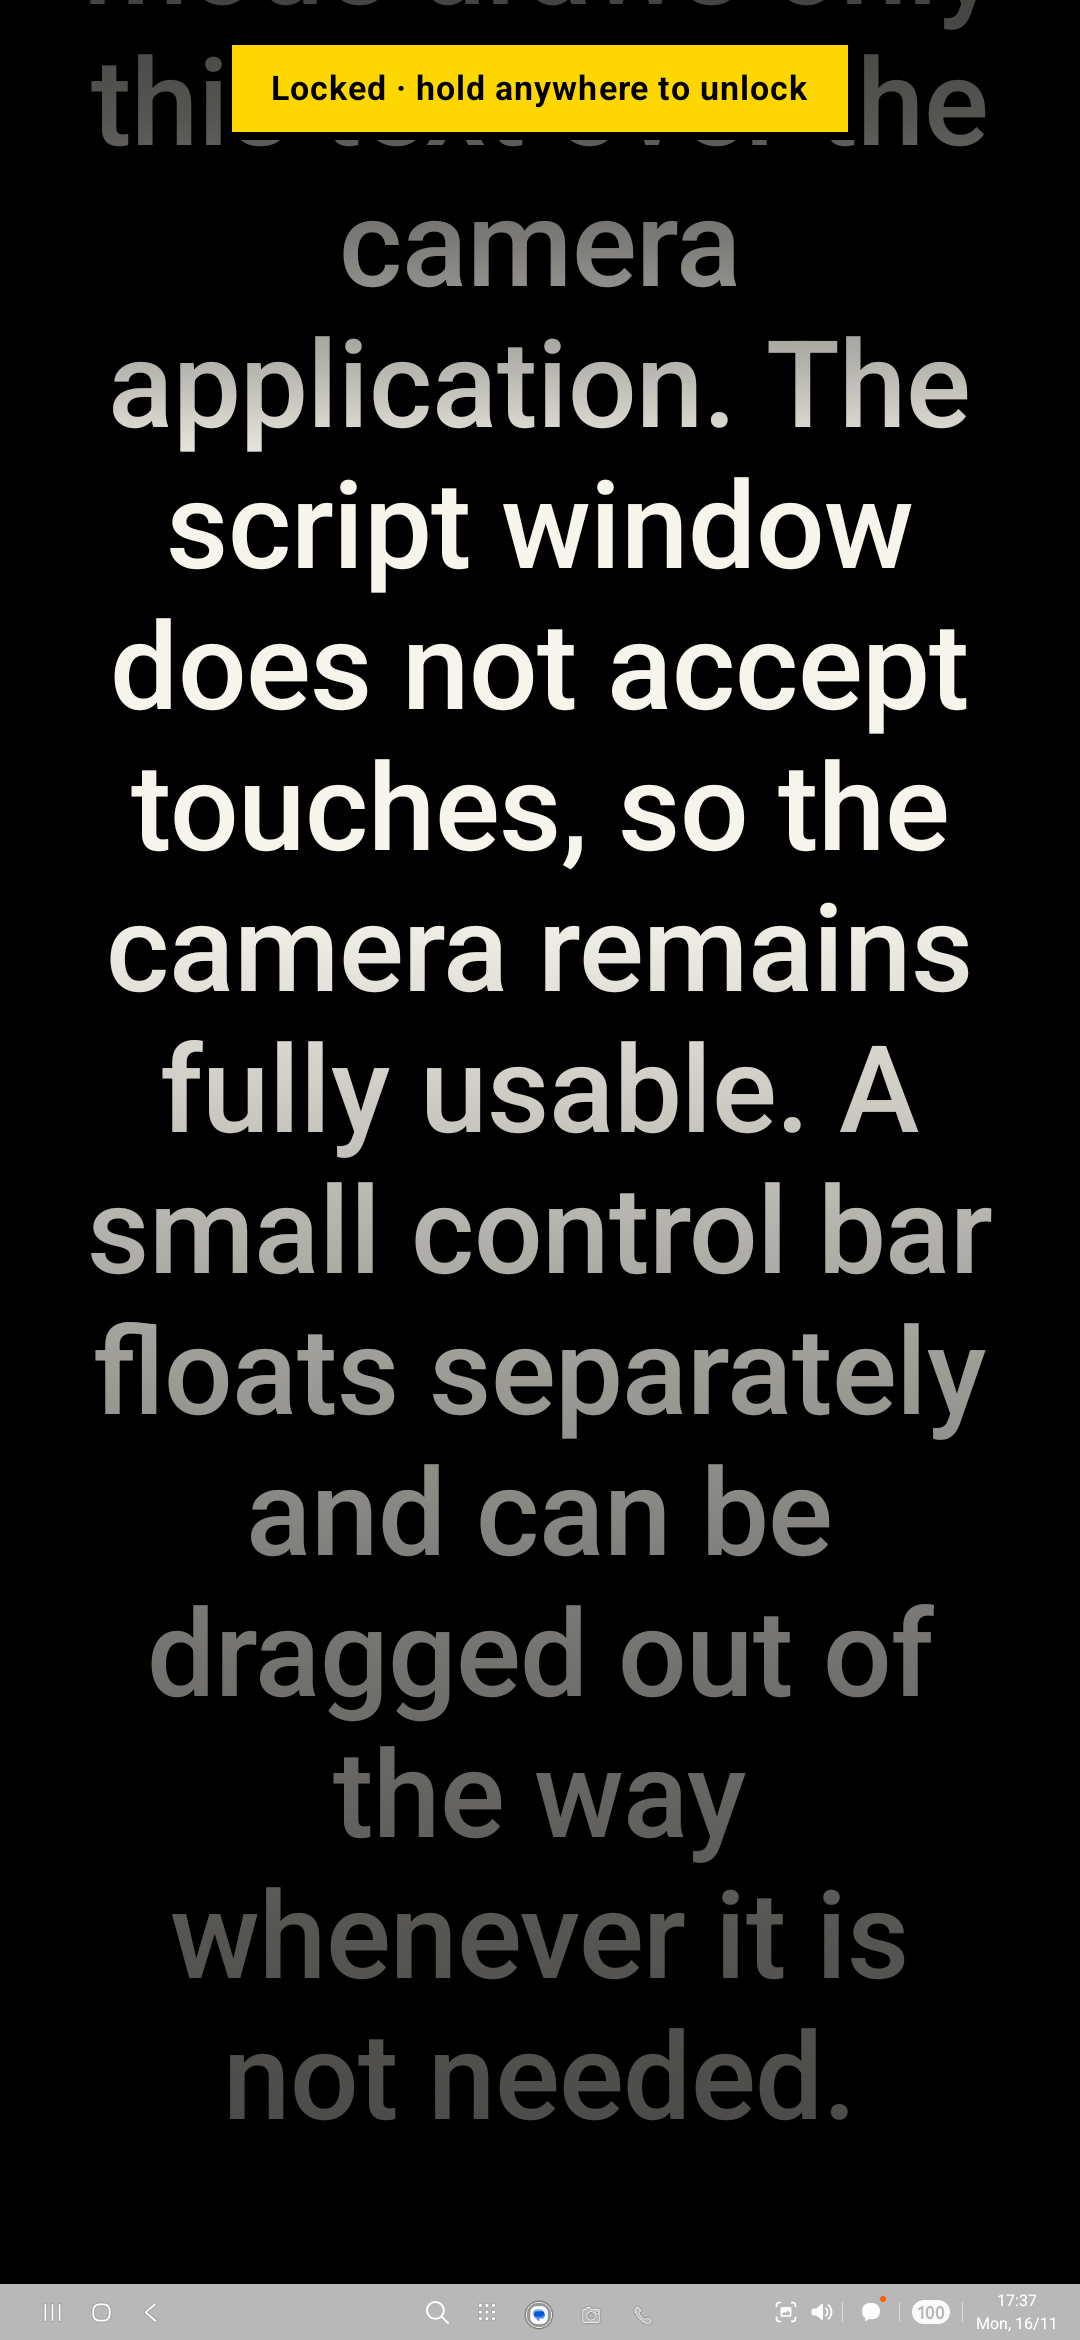 Locked · hold anywhere to unlock
the
camera
application. The
script window
does not accept
touches, so the
camera remains
fully usable. A
small control bar
floats separately
and can be
dragged out of
the way
whenever it is
not needed.
100
17:37
Mon, 16/11